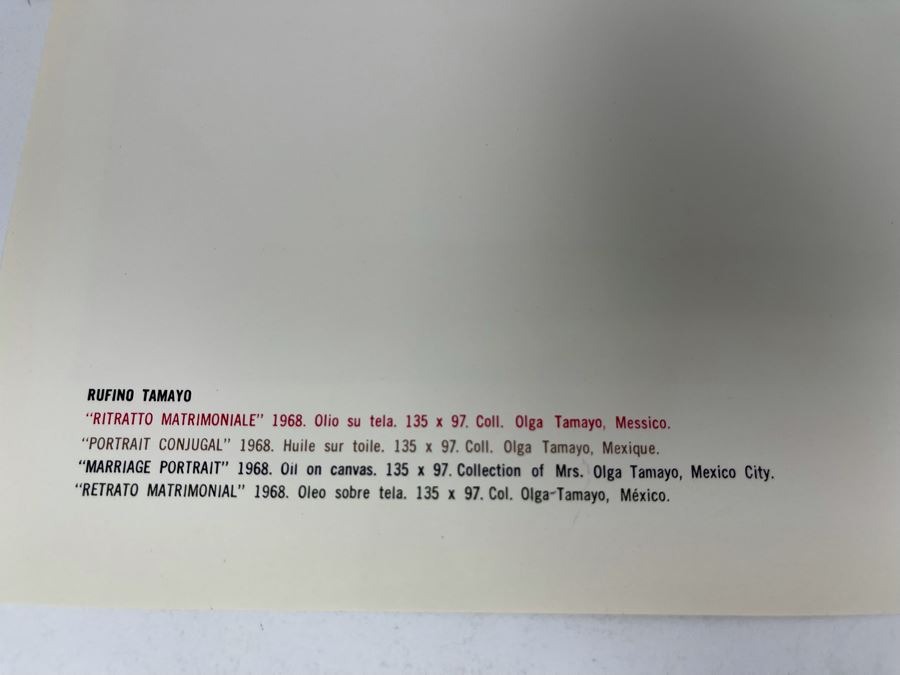 RUFINO TAMAYO
"RITRATTO MATRIMONIALE" 1968. Olio su tela. 135 x 97. Coll. Olga Tamayo, Messico.
"PORTRAIT CONJUGAL" 1968. Huile sur toile. 135 x 97. Coll. Olga Tamayo, Mexique.
"MARRIAGE PORTRAIT" 1968. Oil on canvas. 135 x 97. Collection of Mrs. Olga Tamayo, Mexico City.
"RETRATO MATRIMONIAL" 1968. Oleo sobre tela. 135 x 97. Col. Olga-Tamayo, México.